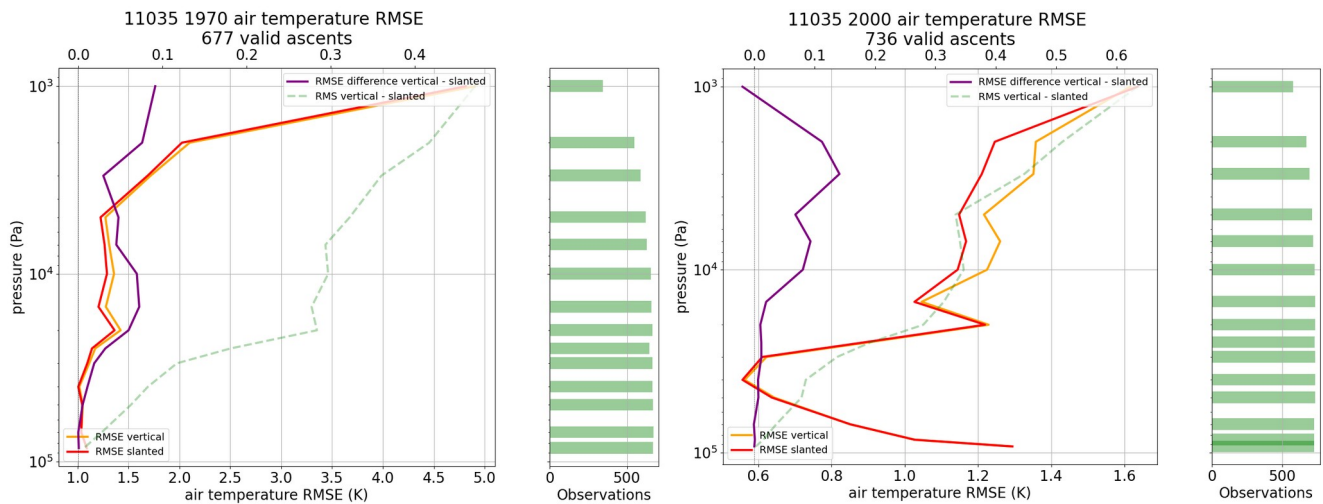 11035 1970 air temperature RMSE
677 valid ascents
0.0 0.1 0.2 0.3 0.4
RMSE difference vertical - slanted
RMS vertical - slanted
10³
10⁴
10⁵
pressure (Pa)
RMSE vertical
RMSE slanted
1.0 1.5 2.0 2.5 3.0 3.5 4.0 4.5 5.0
air temperature RMSE (K)
0 500
Observations
11035 2000 air temperature RMSE
736 valid ascents
0.0 0.1 0.2 0.3 0.4 0.5 0.6
RMSE difference vertical - slanted
RMS vertical - slanted
10³
10⁴
10⁵
pressure (Pa)
RMSE vertical
RMSE slanted
0.6 0.8 1.0 1.2 1.4 1.6
air temperature RMSE (K)
0 500
Observations